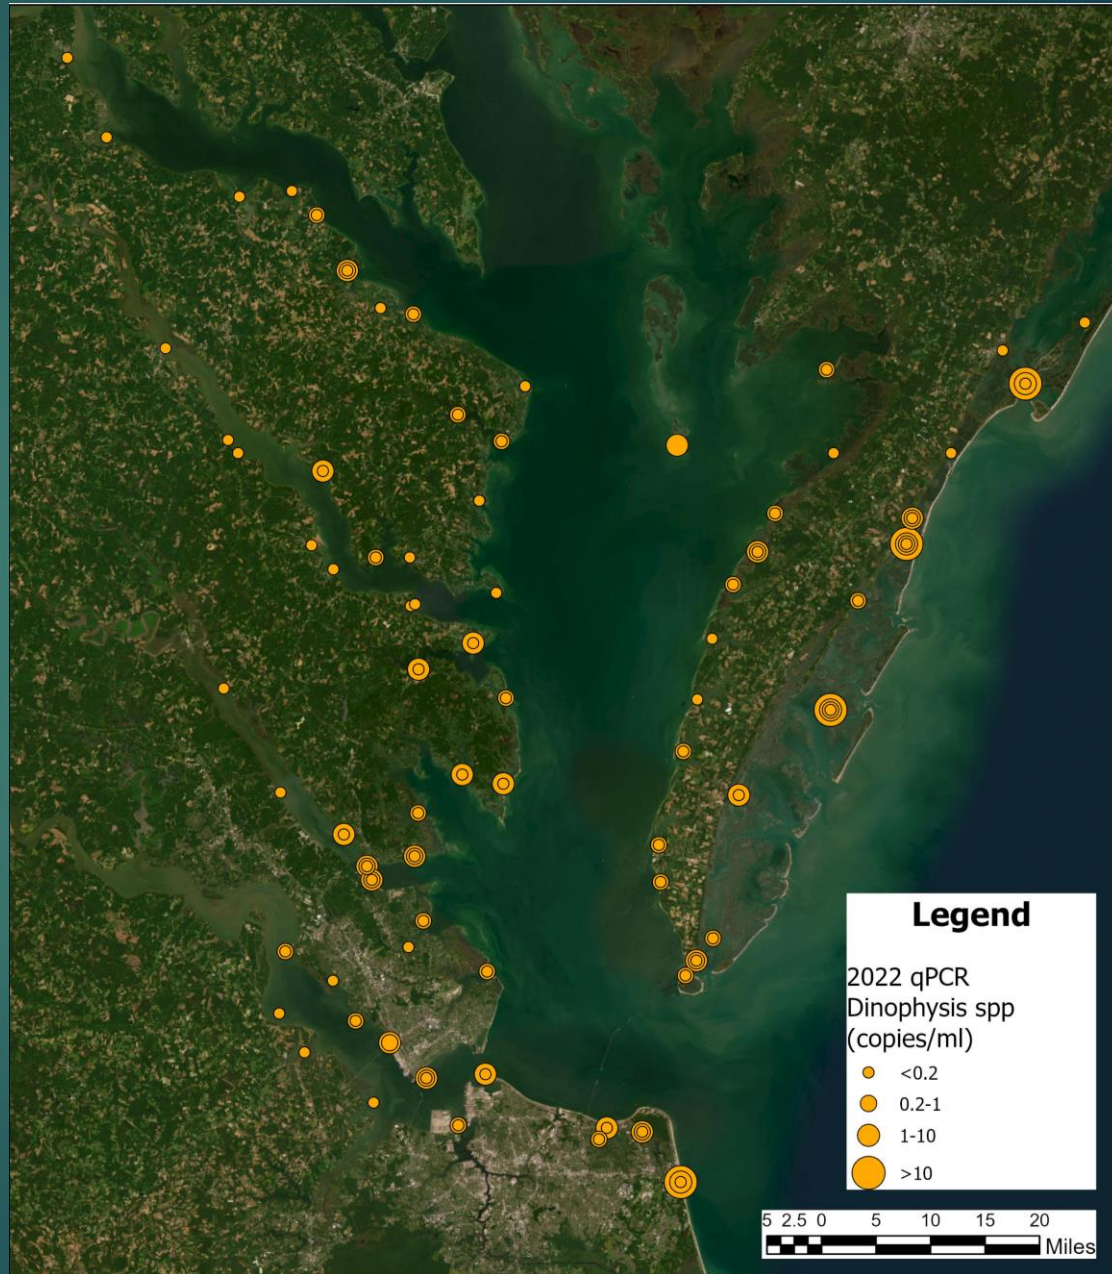 Legend
2022 qPCR
Dinophysis spp
(copies/ml)
<0.2
0.2-1
1-10
>10
5 2.5 0 5 10 15 20
Miles